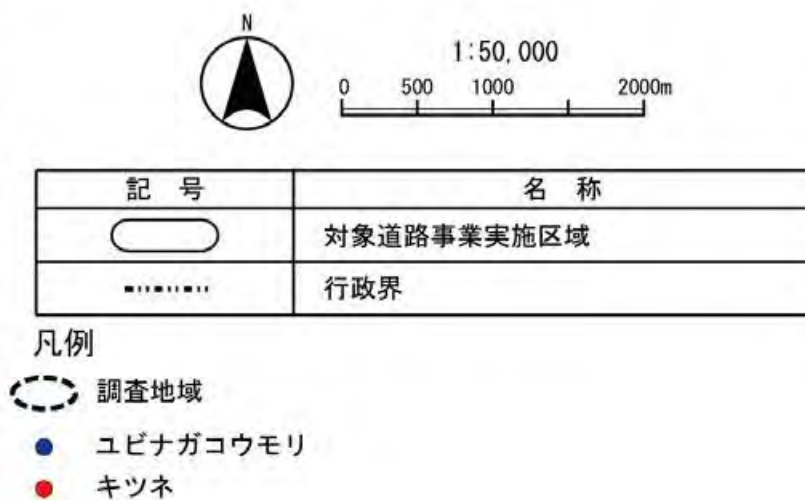 N
1:50,000
0 500 1000 2000m
記 号 名 称
対象道路事業実施区域
行政界
凡例
調査地域
ユビナガコウモリ
キツネ